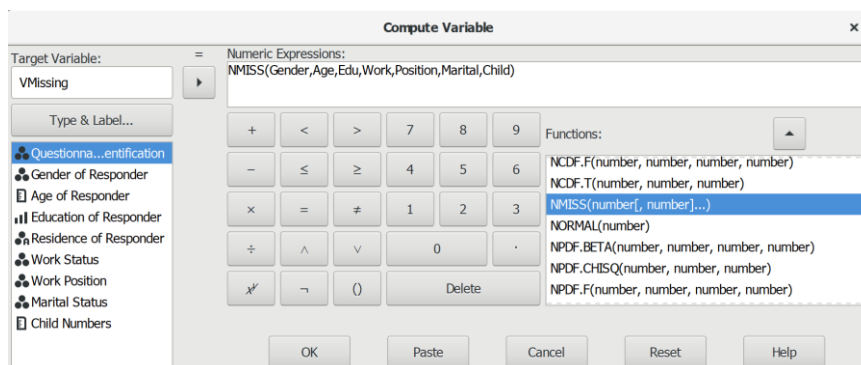 Compute Variable ×
Target Variable: = Numeric Expressions:
VMissing
NMISS(Gender,Age,Edu,Work,Position,Marital,Child)
Type & Label...
Questionna...entification
Gender of Responder
Age of Responder
Education of Responder
Residence of Responder
Work Status
Work Position
Marital Status
Child Numbers
+ < > 7 8 9
− ≤ ≥ 4 5 6
× = ≠ 1 2 3
÷ ∧ ∨ 0 .
xʸ ¬ () Delete
Functions:
NCDF.F(number, number, number, number)
NCDF.T(number, number, number)
NMISS(number[, number]...)
NORMAL(number)
NPDF.BETA(number, number, number, number)
NPDF.CHISQ(number, number, number)
NPDF.F(number, number, number, number)
OK Paste Cancel Reset Help